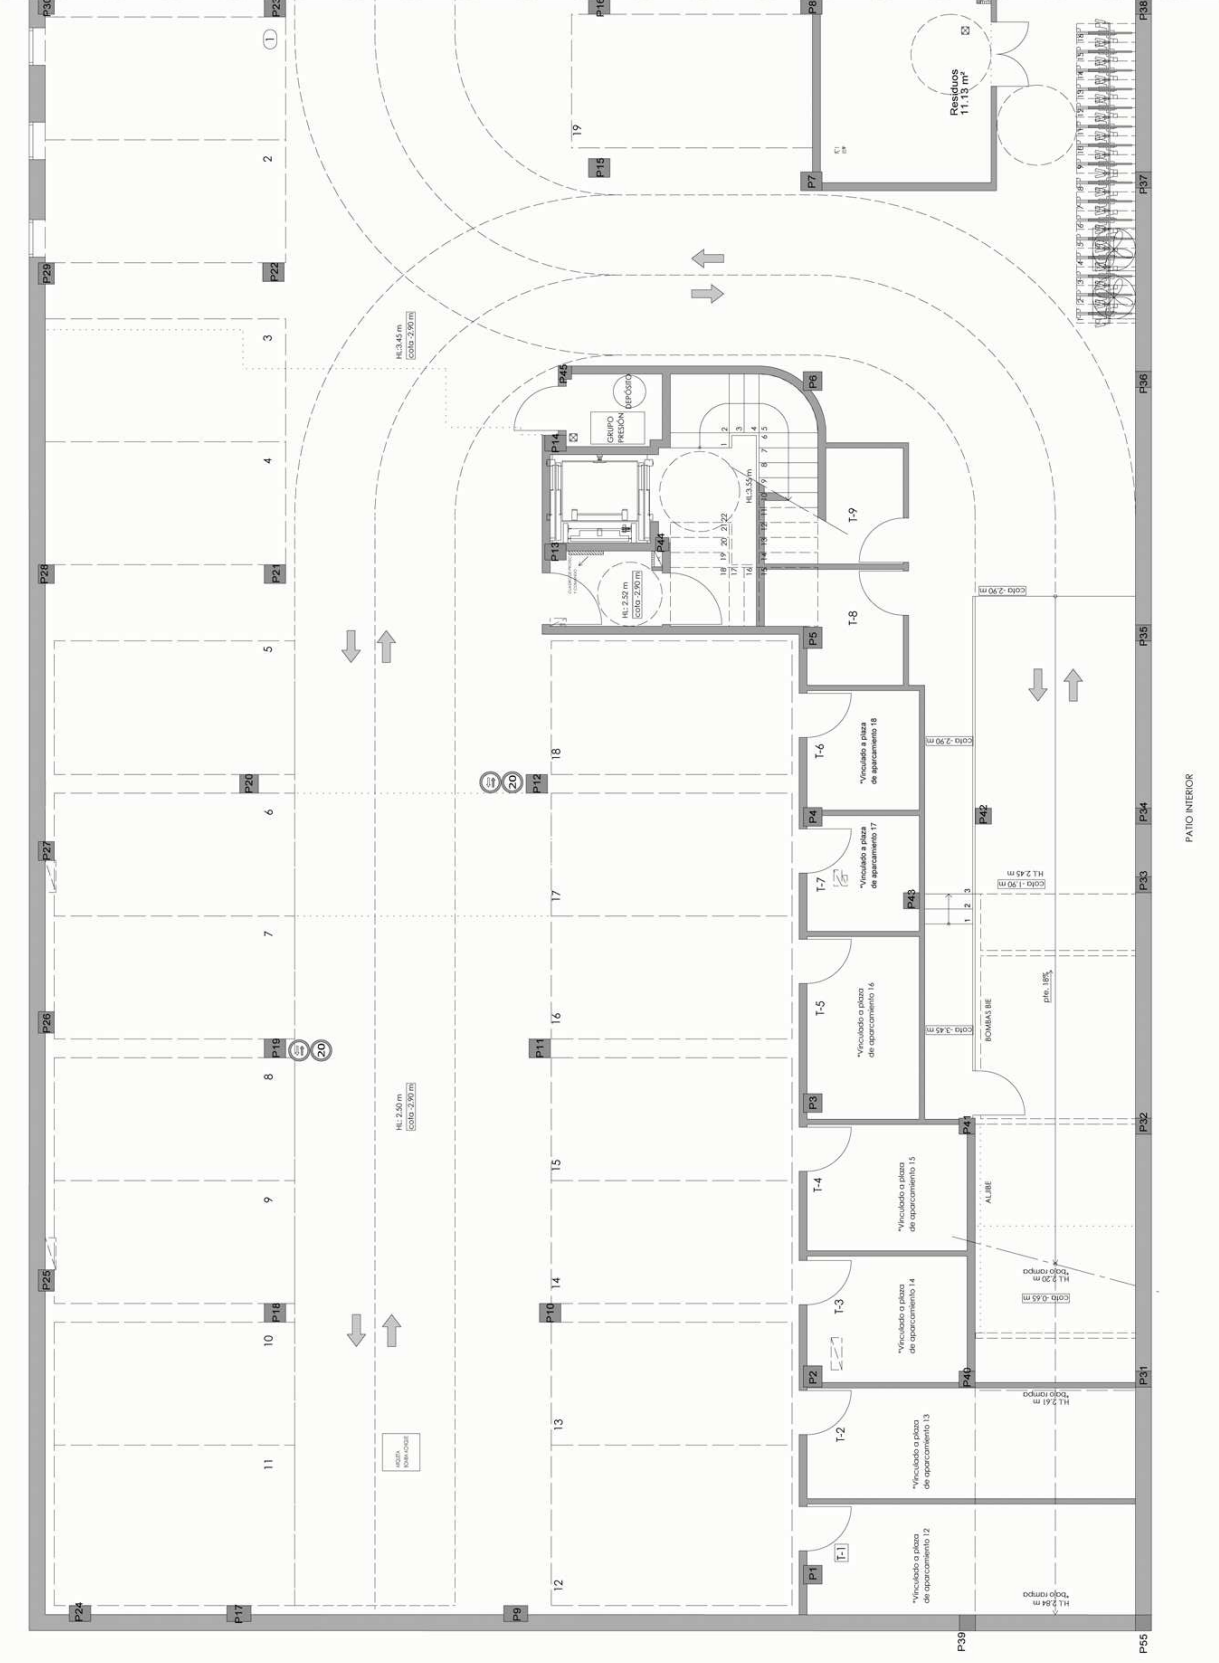 P30
P23
P16
P8
P38
1
2
19
P15
P7
Residuos
11.13 m²
P37
P29
P22
3
HL:3.45 m
cota -2.90 m
P45
P6
P36
DEPÓSITO
GRUPO
PRESIÓN
P14
4
HL:3.55 m
T-9
P28
P21
P13
P44
HL: 2.52 m
cota -2.90 m
T-8
cota -2.90 m
5
P5
P35
18
T-6
*Vinculado a plaza
de aparcamiento 18
cota -2.90 m
P20
20
P12
6
P4
P42
P34
PATIO INTERIOR
P27
17
T-7
*Vinculado a plaza
de aparcamiento 17
P43
1 2 3
H.L 2.45 m
cota -1.90 m
P33
7
P26
16
T-5
*Vinculado a plaza
de aparcamiento 16
cota -3.45 m
BOMBAS BIE
pte. 18%
P19
20
P11
8
HL: 2.50 m
cota -2.90 m
P3
P41
P32
15
T-4
*Vinculado a plaza
de aparcamiento 15
ALJIBE
9
P25
14
T-3
*Vinculado a plaza
de aparcamiento 14
H.L 2.20 m
*bajo rampa
cota -0.65 m
P18
P10
10
P2
P40
P31
H.L 2.61 m
*bajo rampa
13
T-2
*Vinculado a plaza
de aparcamiento 13
11
12
P1
T-1
*Vinculado a plaza
de aparcamiento 12
H.L 2.84 m
*bajo rampa
P24
P17
P9
P39
P55